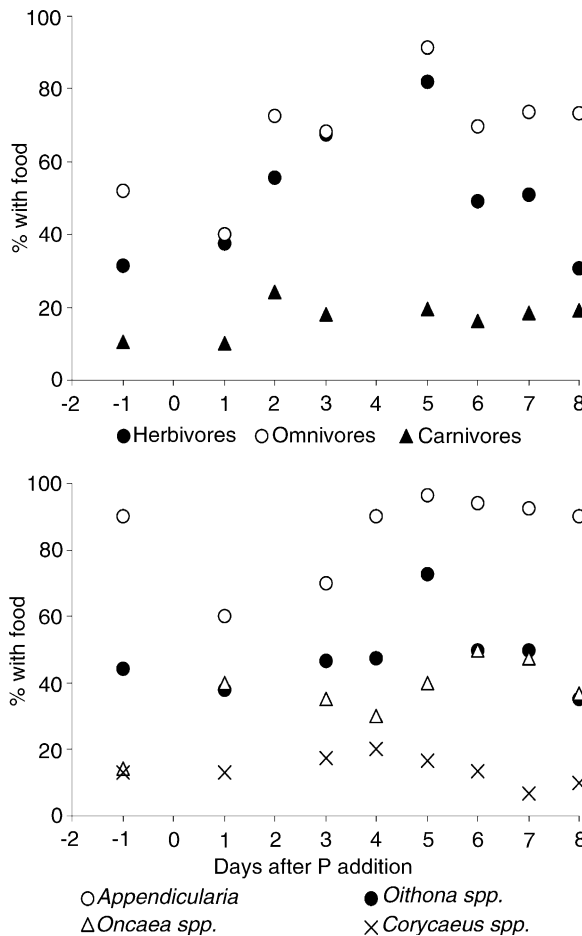 100
80
60
40
20
0
% with food
-2 -1 0 1 2 3 4 5 6 7 8
Herbivores Omnivores Carnivores
100
80
60
40
20
0
% with food
-2 -1 0 1 2 3 4 5 6 7 8
Days after P addition
Appendicularia Oithona spp.
Oncaea spp. Corycaeus spp.